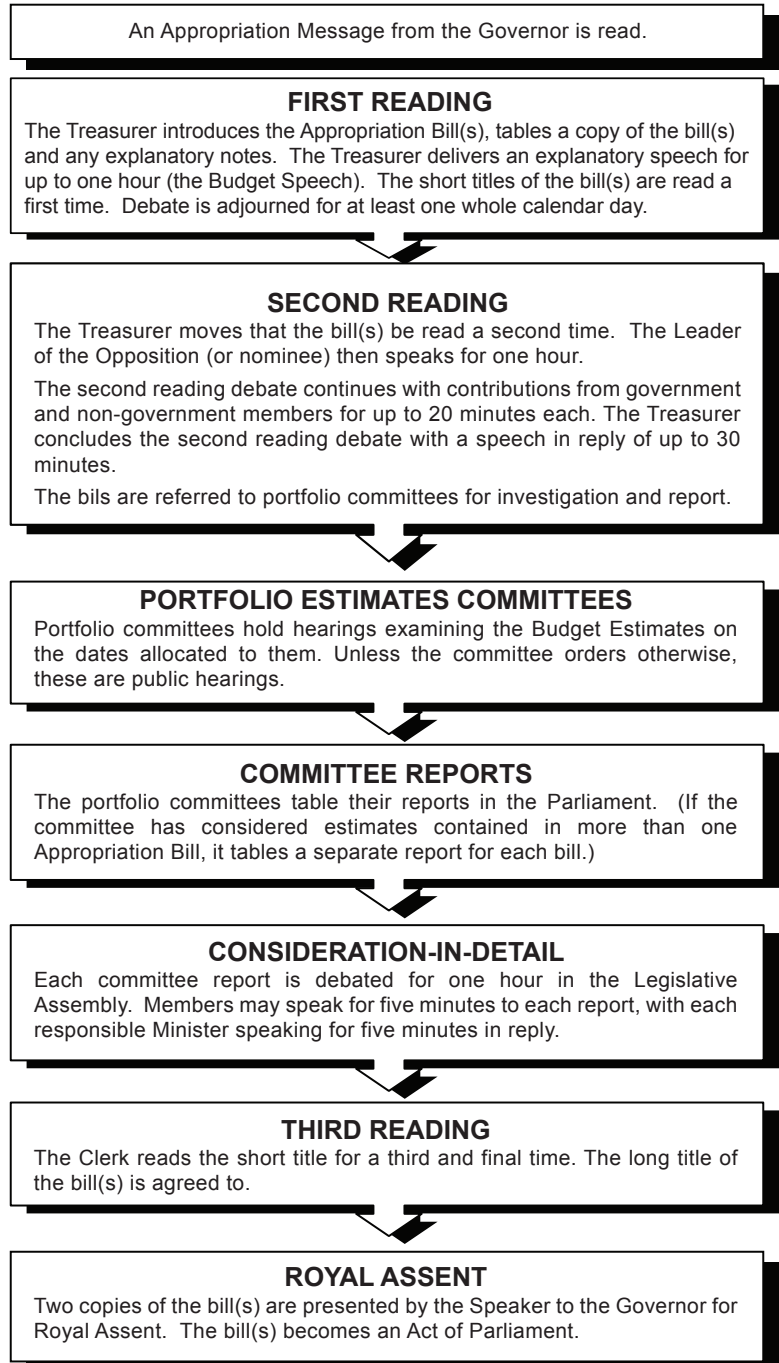 An Appropriation Message from the Governor is read.
FIRST READING
The Treasurer introduces the Appropriation Bill(s), tables a copy of the bill(s)
and any explanatory notes. The Treasurer delivers an explanatory speech for
up to one hour (the Budget Speech). The short titles of the bill(s) are read a
first time. Debate is adjourned for at least one whole calendar day.
SECOND READING
The Treasurer moves that the bill(s) be read a second time. The Leader
of the Opposition (or nominee) then speaks for one hour.
The second reading debate continues with contributions from government
and non-government members for up to 20 minutes each. The Treasurer
concludes the second reading debate with a speech in reply of up to 30
minutes.
The bils are referred to portfolio committees for investigation and report.
PORTFOLIO ESTIMATES COMMITTEES
Portfolio committees hold hearings examining the Budget Estimates on
the dates allocated to them. Unless the committee orders otherwise,
these are public hearings.
COMMITTEE REPORTS
The portfolio committees table their reports in the Parliament. (If the
committee has considered estimates contained in more than one
Appropriation Bill, it tables a separate report for each bill.)
CONSIDERATION-IN-DETAIL
Each committee report is debated for one hour in the Legislative
Assembly. Members may speak for five minutes to each report, with each
responsible Minister speaking for five minutes in reply.
THIRD READING
The Clerk reads the short title for a third and final time. The long title of
the bill(s) is agreed to.
ROYAL ASSENT
Two copies of the bill(s) are presented by the Speaker to the Governor for
Royal Assent. The bill(s) becomes an Act of Parliament.